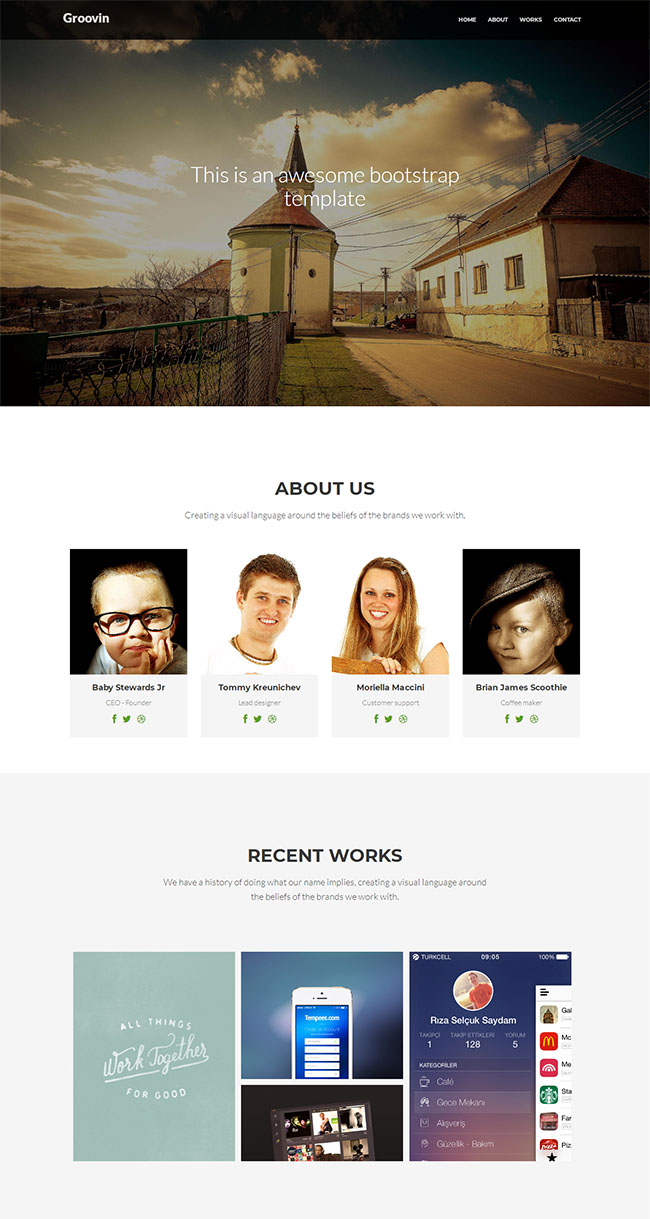 Groovin
HOME ABOUT WORKS CONTACT
This is an awesome bootstrap
template
ABOUT US
Creating a visual language around the beliefs of the brands we work with.
Baby Stewards Jr
CEO - Founder
Tommy Kreunichev
Lead designer
Moriella Maccini
Customer support
Brian James Scoothie
Coffee maker
RECENT WORKS
We have a history of doing what our name implies, creating a visual language around
the beliefs of the brands we work with.
ALL THINGS
Work Together
FOR GOOD
Tempees.com
TURKCELL 09:05 100%
Rıza Selçuk Saydam
TAKİPÇİ TAKİP ETTİKLERİ YORUM
1 128 5
KATEGORİLER
Café
Gece Mekanı
Alışveriş
Güzellik - Bakım
Gal
Mc
Me
Sta
Far
Piz